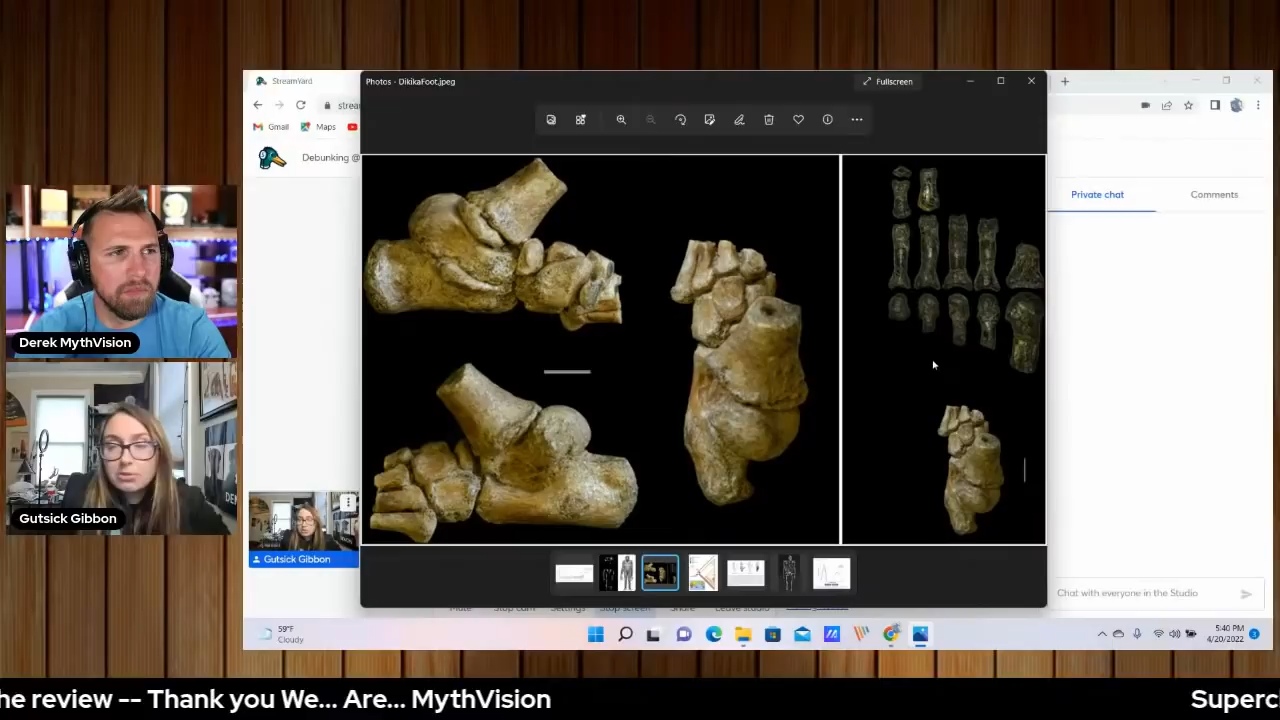 StreamYard
Photos - DikikaFoot.jpeg
Fullscreen
strea
Gmail
Maps
Debunking @
Private chat
Comments
Derek MythVision
Gutsick Gibbon
Gutsick Gibbon
Chat with everyone in the Studio
59°F
Cloudy
5:40 PM
4/20/2022
he review -- Thank you We... Are... MythVision
Superc